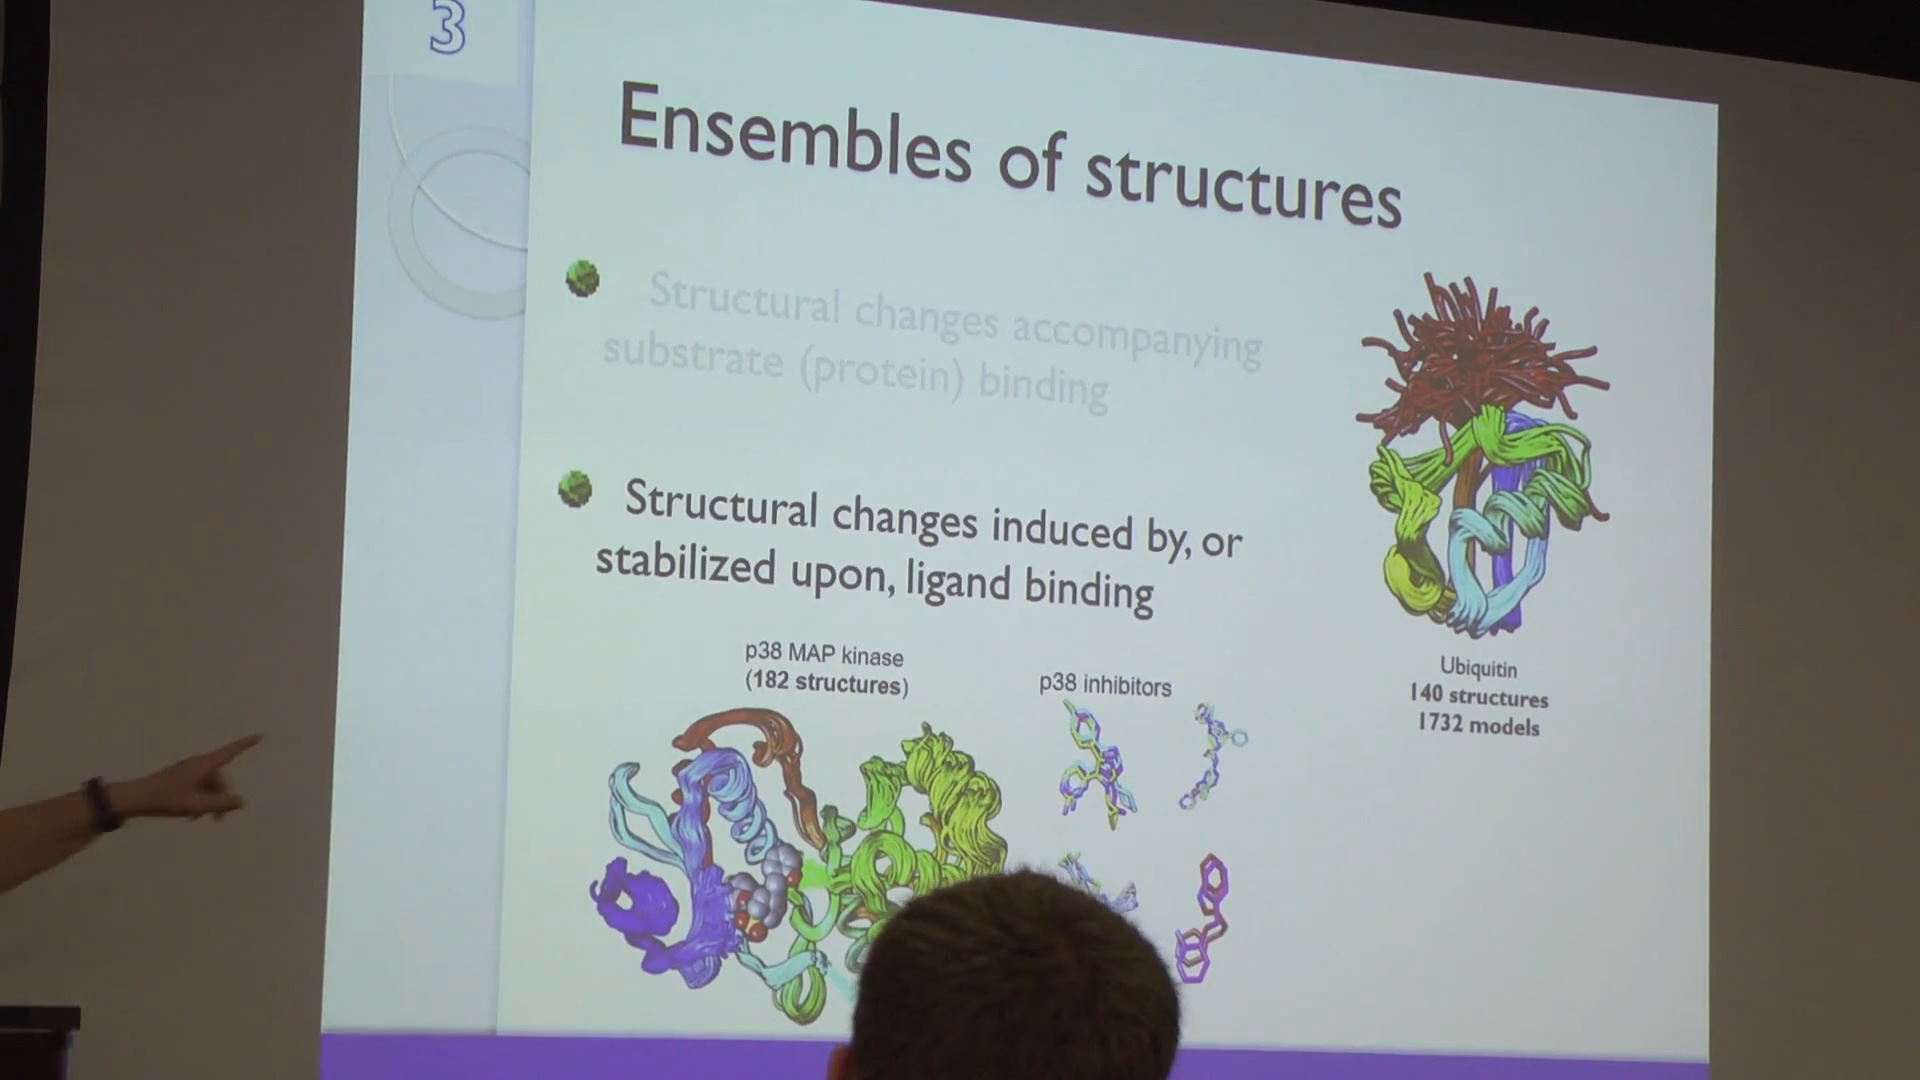 3
Ensembles of structures
Structural changes accompanying
substrate (protein) binding
Structural changes induced by, or
stabilized upon, ligand binding
p38 MAP kinase
(182 structures)
p38 inhibitors
Ubiquitin
140 structures
1732 models